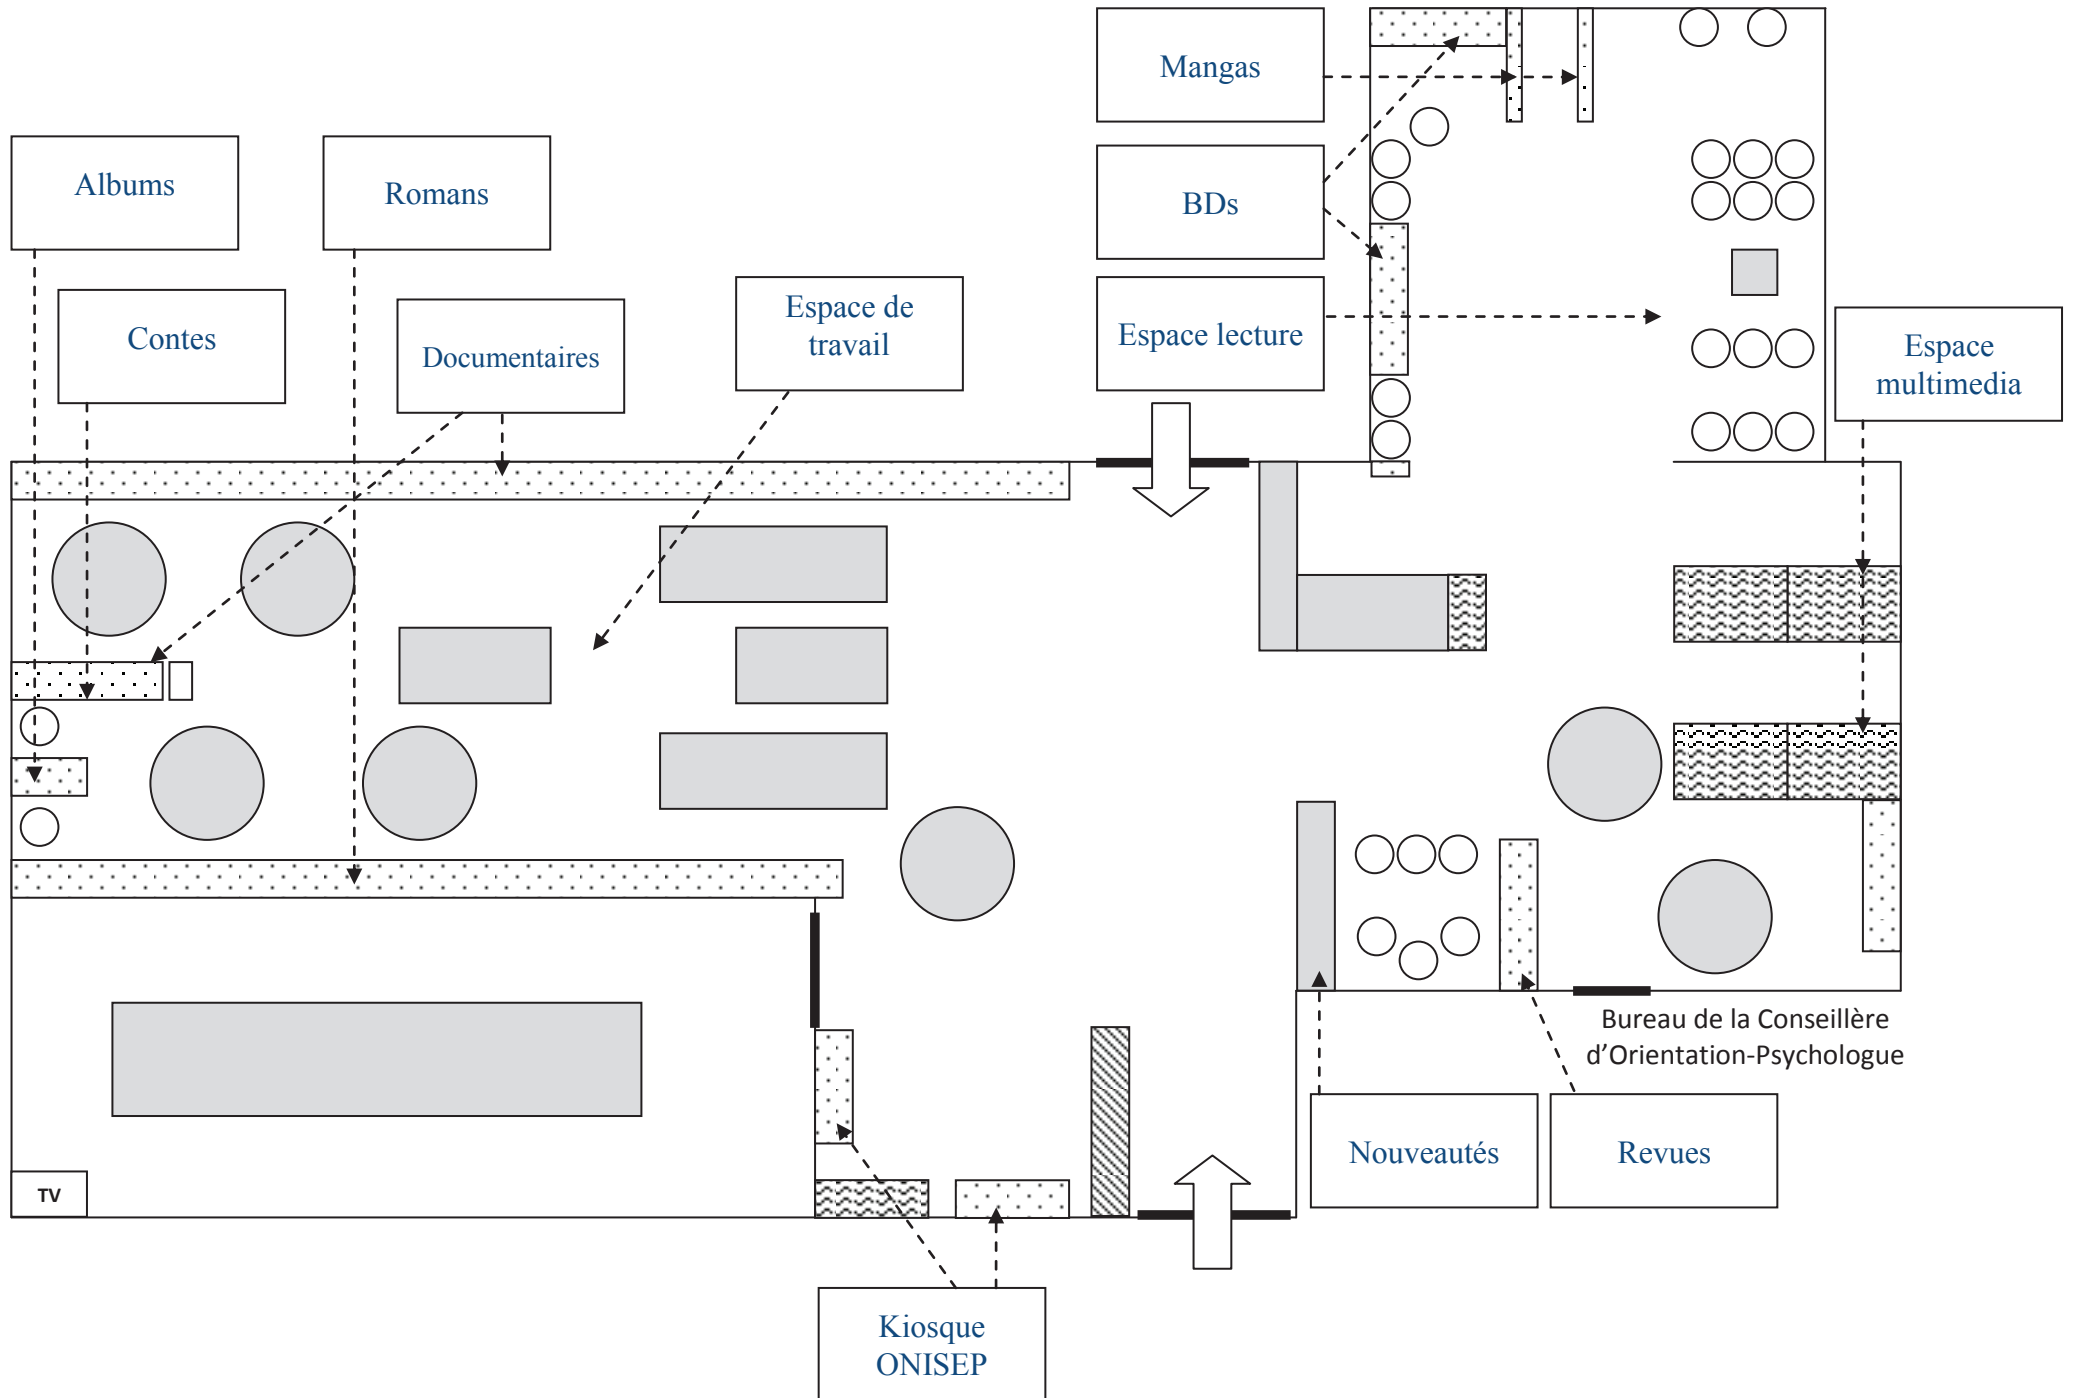 Mangas
Albums
Romans
BDs
Contes
Documentaires
Espace de
travail
Espace lecture
Espace
multimedia
Bureau de la Conseillère
d'Orientation-Psychologue
Nouveautés
Revues
TV
Kiosque
ONISEP